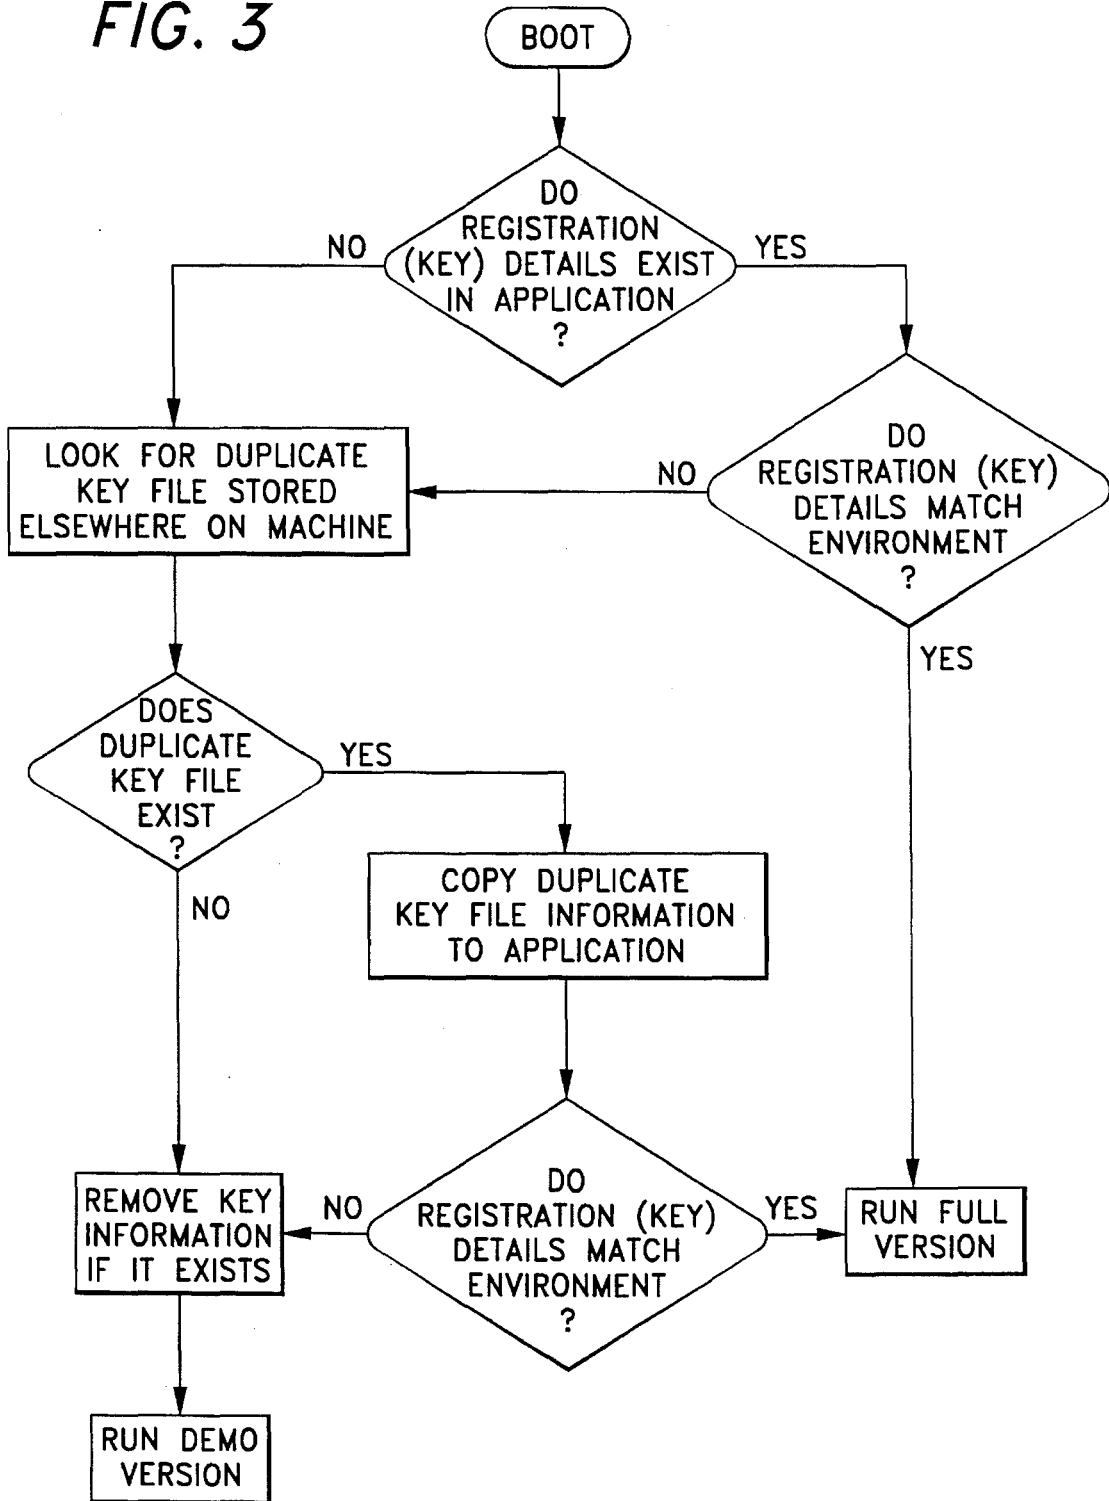 FIG. 3
BOOT
DO
REGISTRATION
(KEY) DETAILS EXIST
IN APPLICATION
?
NO
YES
LOOK FOR DUPLICATE
KEY FILE STORED
ELSEWHERE ON MACHINE
NO
DO
REGISTRATION (KEY)
DETAILS MATCH
ENVIRONMENT
?
YES
DOES
DUPLICATE
KEY FILE
EXIST
?
YES
NO
COPY DUPLICATE
KEY FILE INFORMATION
TO APPLICATION
REMOVE KEY
INFORMATION
IF IT EXISTS
NO
DO
REGISTRATION (KEY)
DETAILS MATCH
ENVIRONMENT
?
YES
RUN FULL
VERSION
RUN DEMO
VERSION